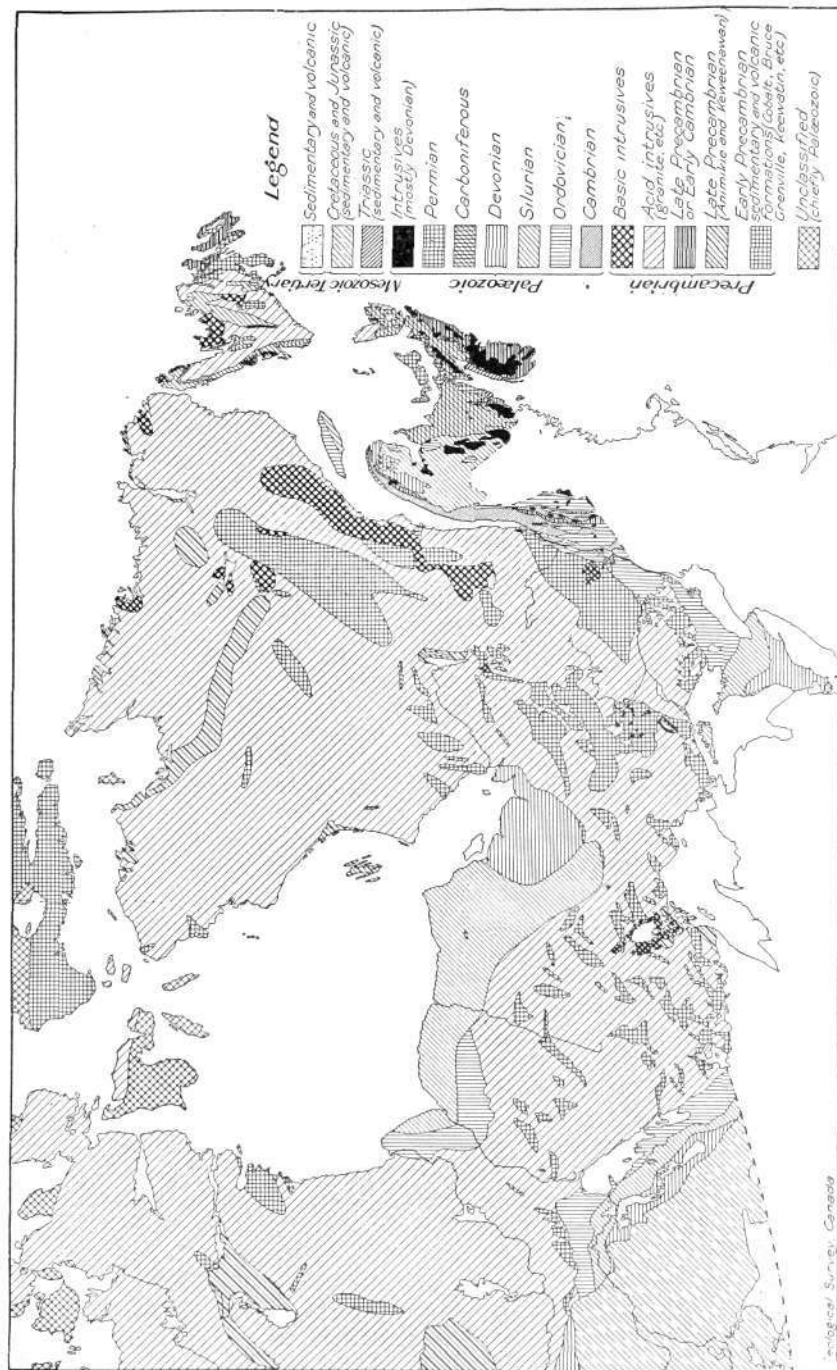 Legend
Tertiary
Sedimentary and volcanic
Mesozoic
Cretaceous and Jurassic
(sedimentary and volcanic)
Triassic
(sedimentary and volcanic)
Palæozoic
Intrusives
(mostly Devonian)
Permian
Carboniferous
Devonian
Silurian
Ordovician
Cambrian
Precambrian
Basic intrusives
Acid intrusives
(granite, etc)
Late Precambrian
or Early Cambrian
Late Precambrian
(Animikie and Keweenawan)
Early Precambrian
sedimentary and volcanic
formations (Cobalt, Bruce
Grenville, Keewatin, etc)
Unclassified
(chiefly Palæozoic)
Survey, Canada